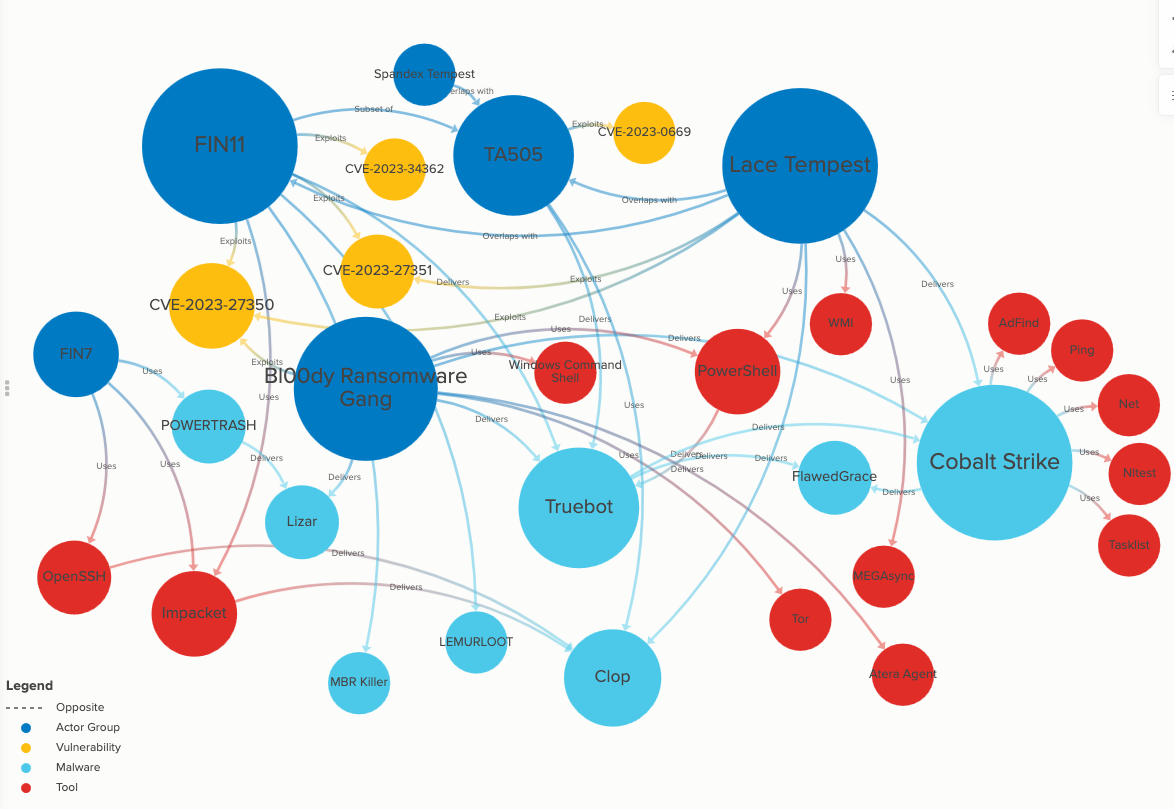 Spandex Tempest
erlaps with
Subset of
FIN11
TA505
Exploits
CVE-2023-0669
Exploits
CVE-2023-34362
Lace Tempest
Exploits
Overlaps with
Exploits
Overlaps with
Uses
CVE-2023-27351
Delivers
Exploits
Delivers
Uses
CVE-2023-27350
Exploits
Delivers
WMI
AdFind
Uses
Delivers
FIN7
Exploits
Uses
Ping
Bl00dy Ransomware
Gang
Windows Command
Shell
PowerShell
Uses
Uses
Uses
Uses
Uses
Uses
Net
POWERTRASH
Delivers
Uses
Delivers
Delivers
Uses
Uses
Uses
Delivers
Delivers
Delivers
Delivers
Cobalt Strike
Uses
NItest
Delivers
FlawedGrace
Delivers
Uses
Truebot
Lizar
Tasklist
Delivers
OpenSSH
MEGAsync
Delivers
Impacket
Tor
LEMURLOOT
Clop
Atera Agent
MBR Killer
Legend
Opposite
Actor Group
Vulnerability
Malware
Tool